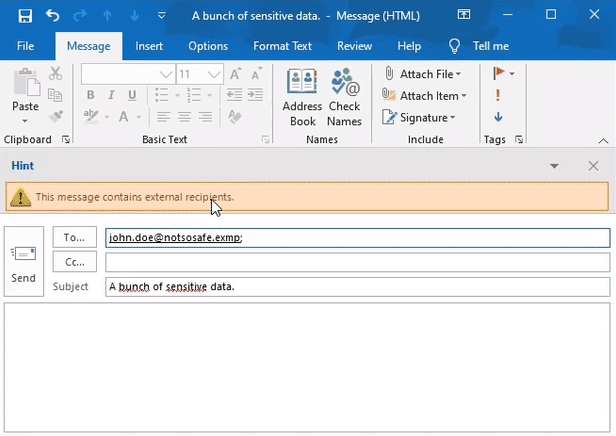 A bunch of sensitive data. - Message (HTML)
File Message Insert Options Format Text Review Help Tell me
Paste
Clipboard
11
B I U
A A
Basic Text
Address Book
Check Names
Names
Attach File
Attach Item
Signature
Include
Tags
Hint
This message contains external recipients.
Send
To... john.doe@notsosafe.exmp;
Cc...
Subject A bunch of sensitive data.